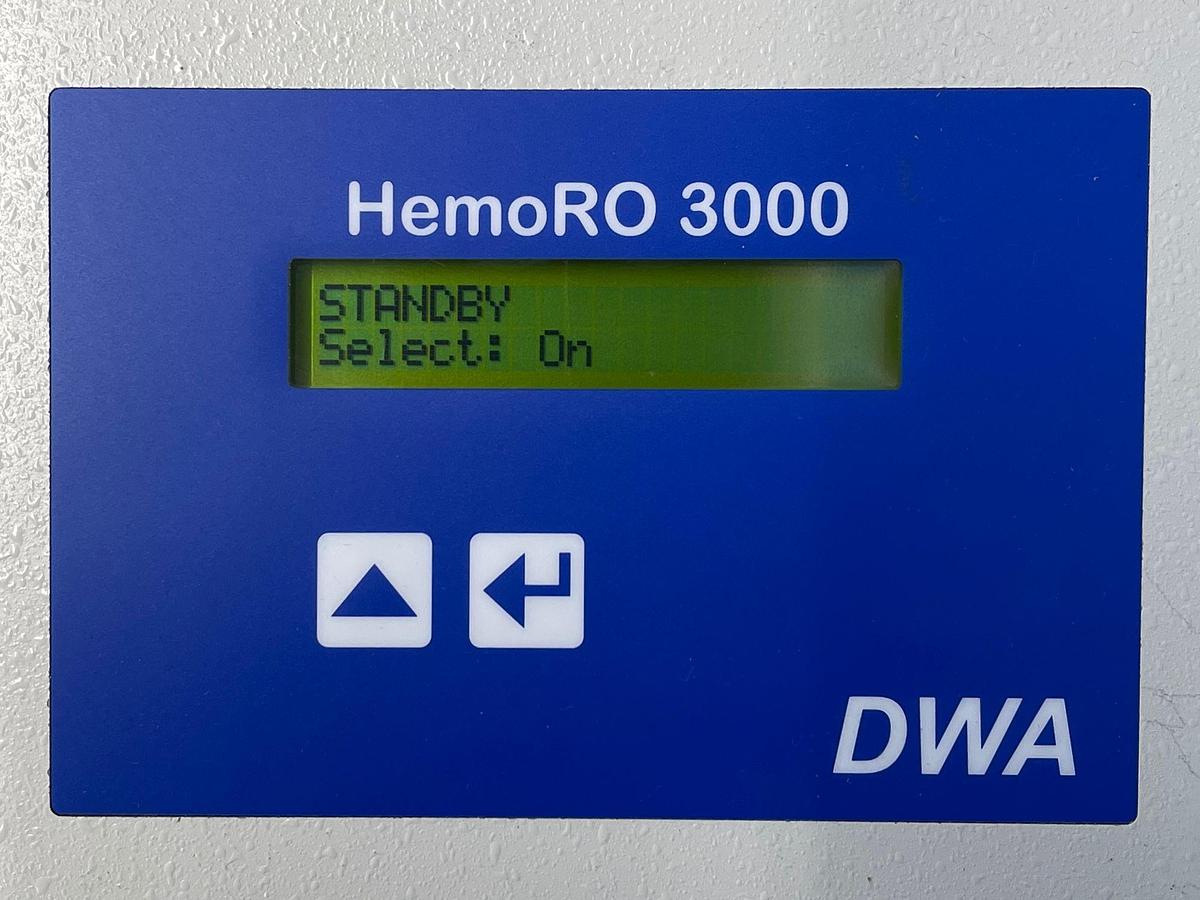 HemoRO 3000
STANDBY
Select: On
DWA